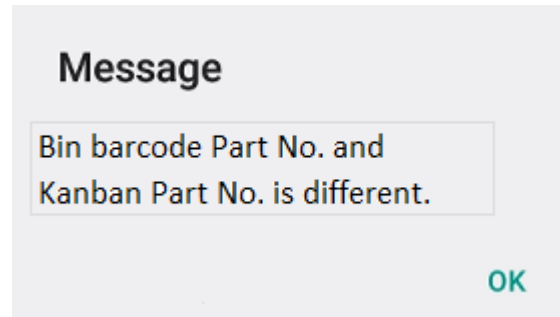 Message
Bin barcode Part No. and
Kanban Part No. is different.
OK